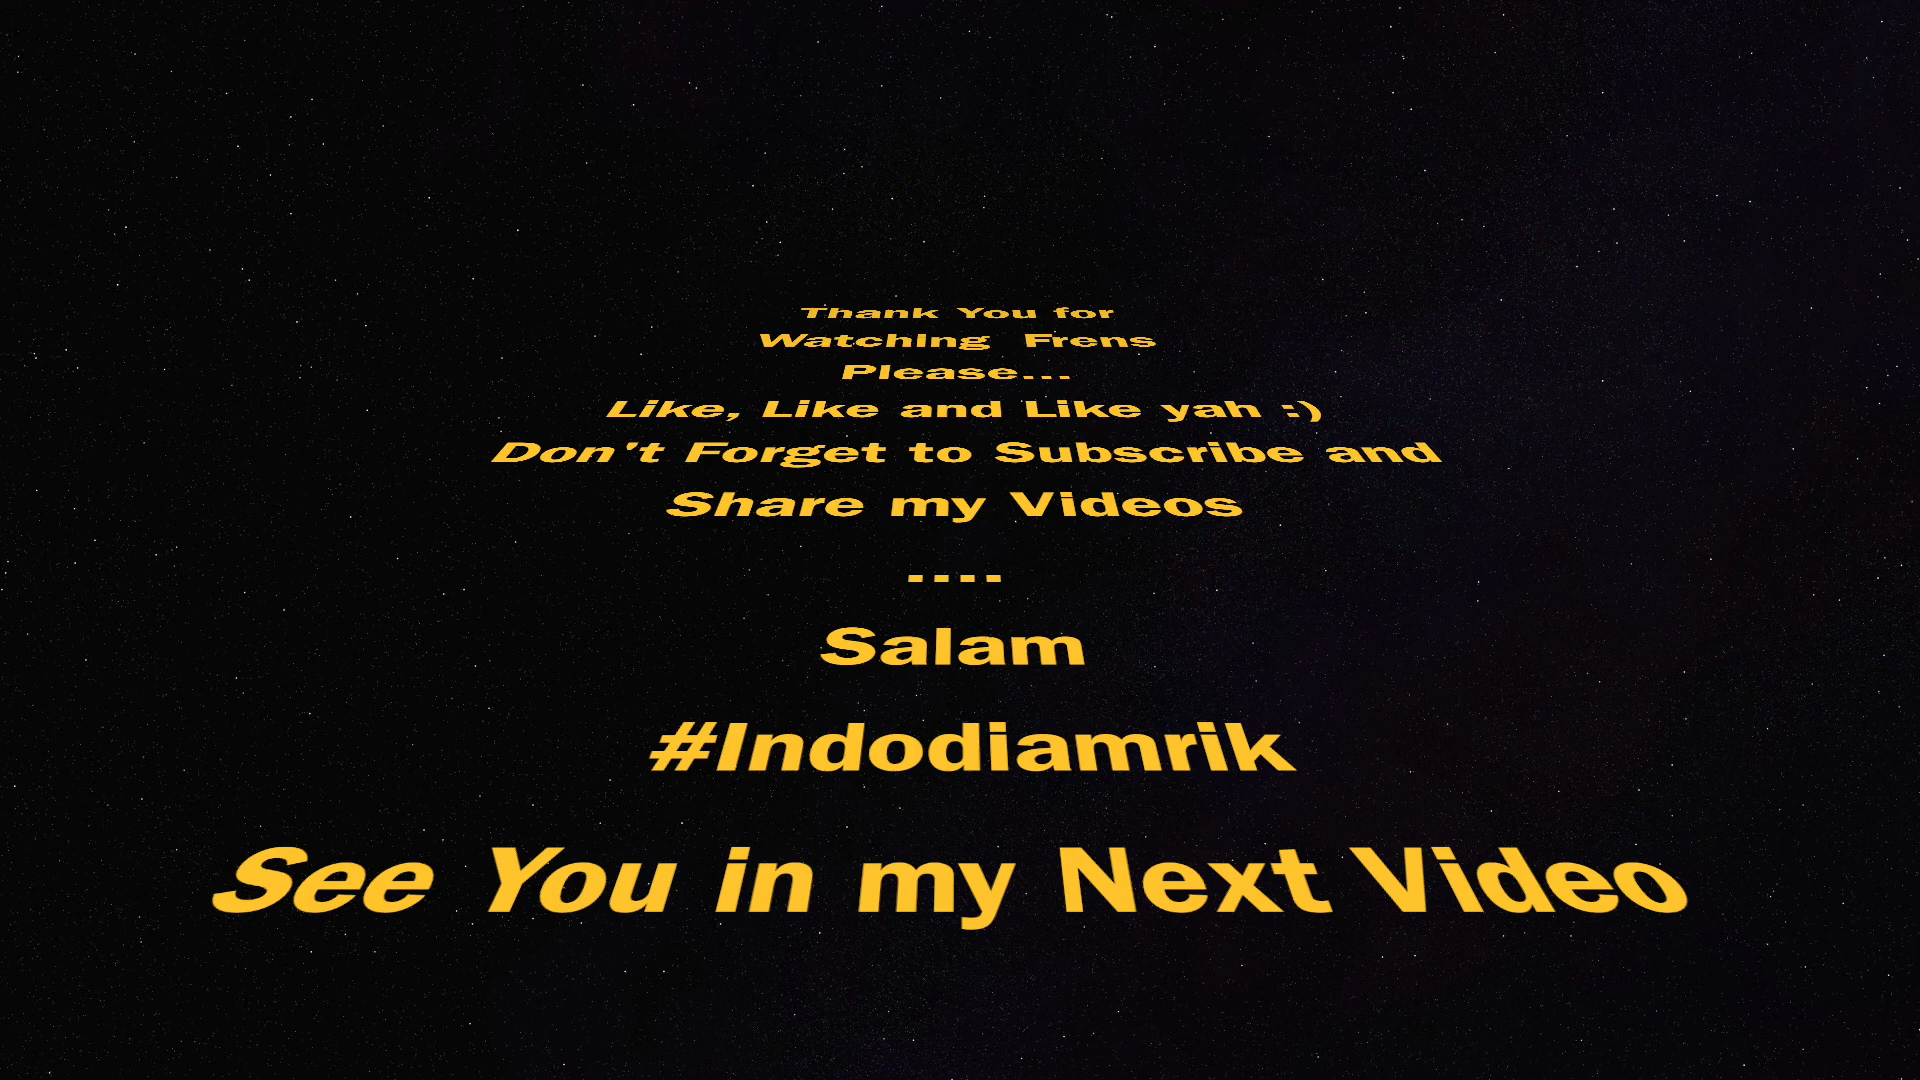 Thank You for
Watching Frens
Please...
Like, Like and Like yah :)
Don't Forget to Subscribe and
Share my Videos
----
Salam
#Indodiamrik
See You in my Next Video